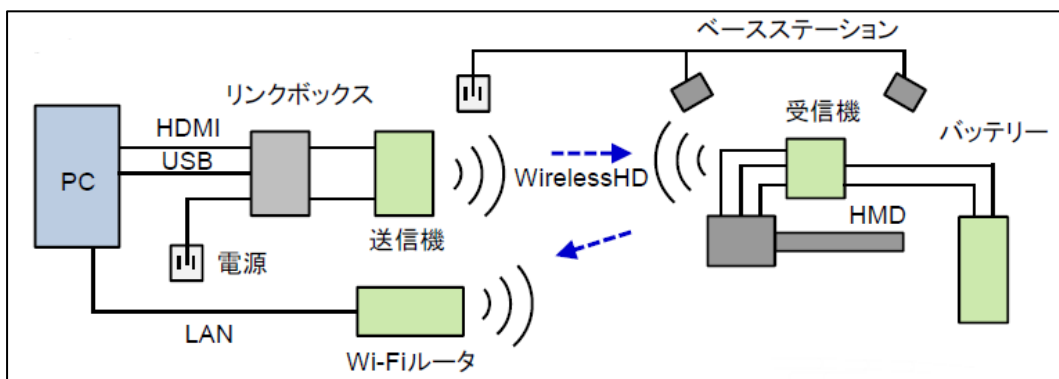 ベースステーション
リンクボックス
受信機
バッテリー
HDMI
USB
PC
WirelessHD
HMD
送信機
電源
LAN
Wi-Fiルータ